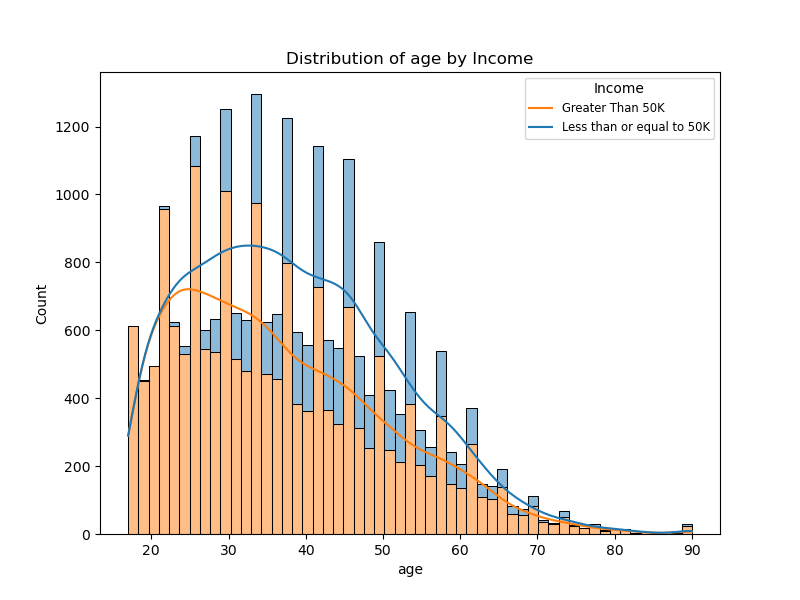 Distribution of age by Income
Income
Greater Than 50K
Less than or equal to 50K
Count
1200
1000
800
600
400
200
0
20 30 40 50 60 70 80 90
age